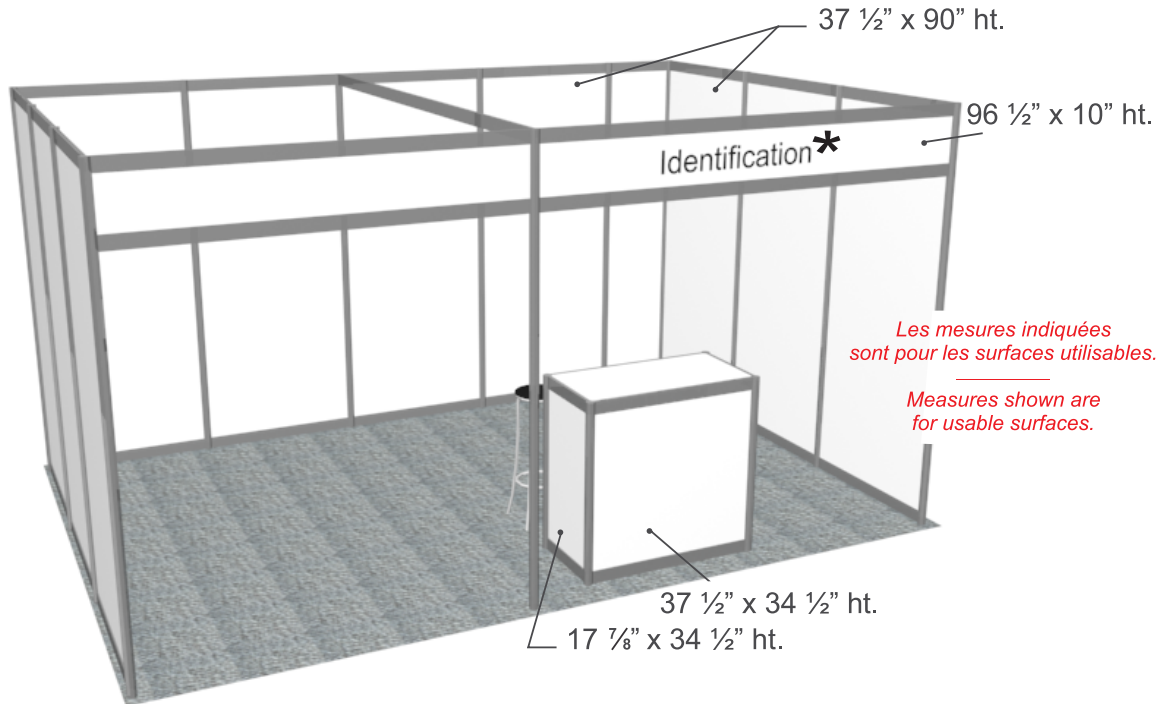 37 ½” x 90” ht.
96 ½” x 10” ht.
Identification*
Les mesures indiquées
sont pour les surfaces utilisables.
Measures shown are
for usable surfaces.
37 ½” x 34 ½” ht.
17 ⅞” x 34 ½” ht.